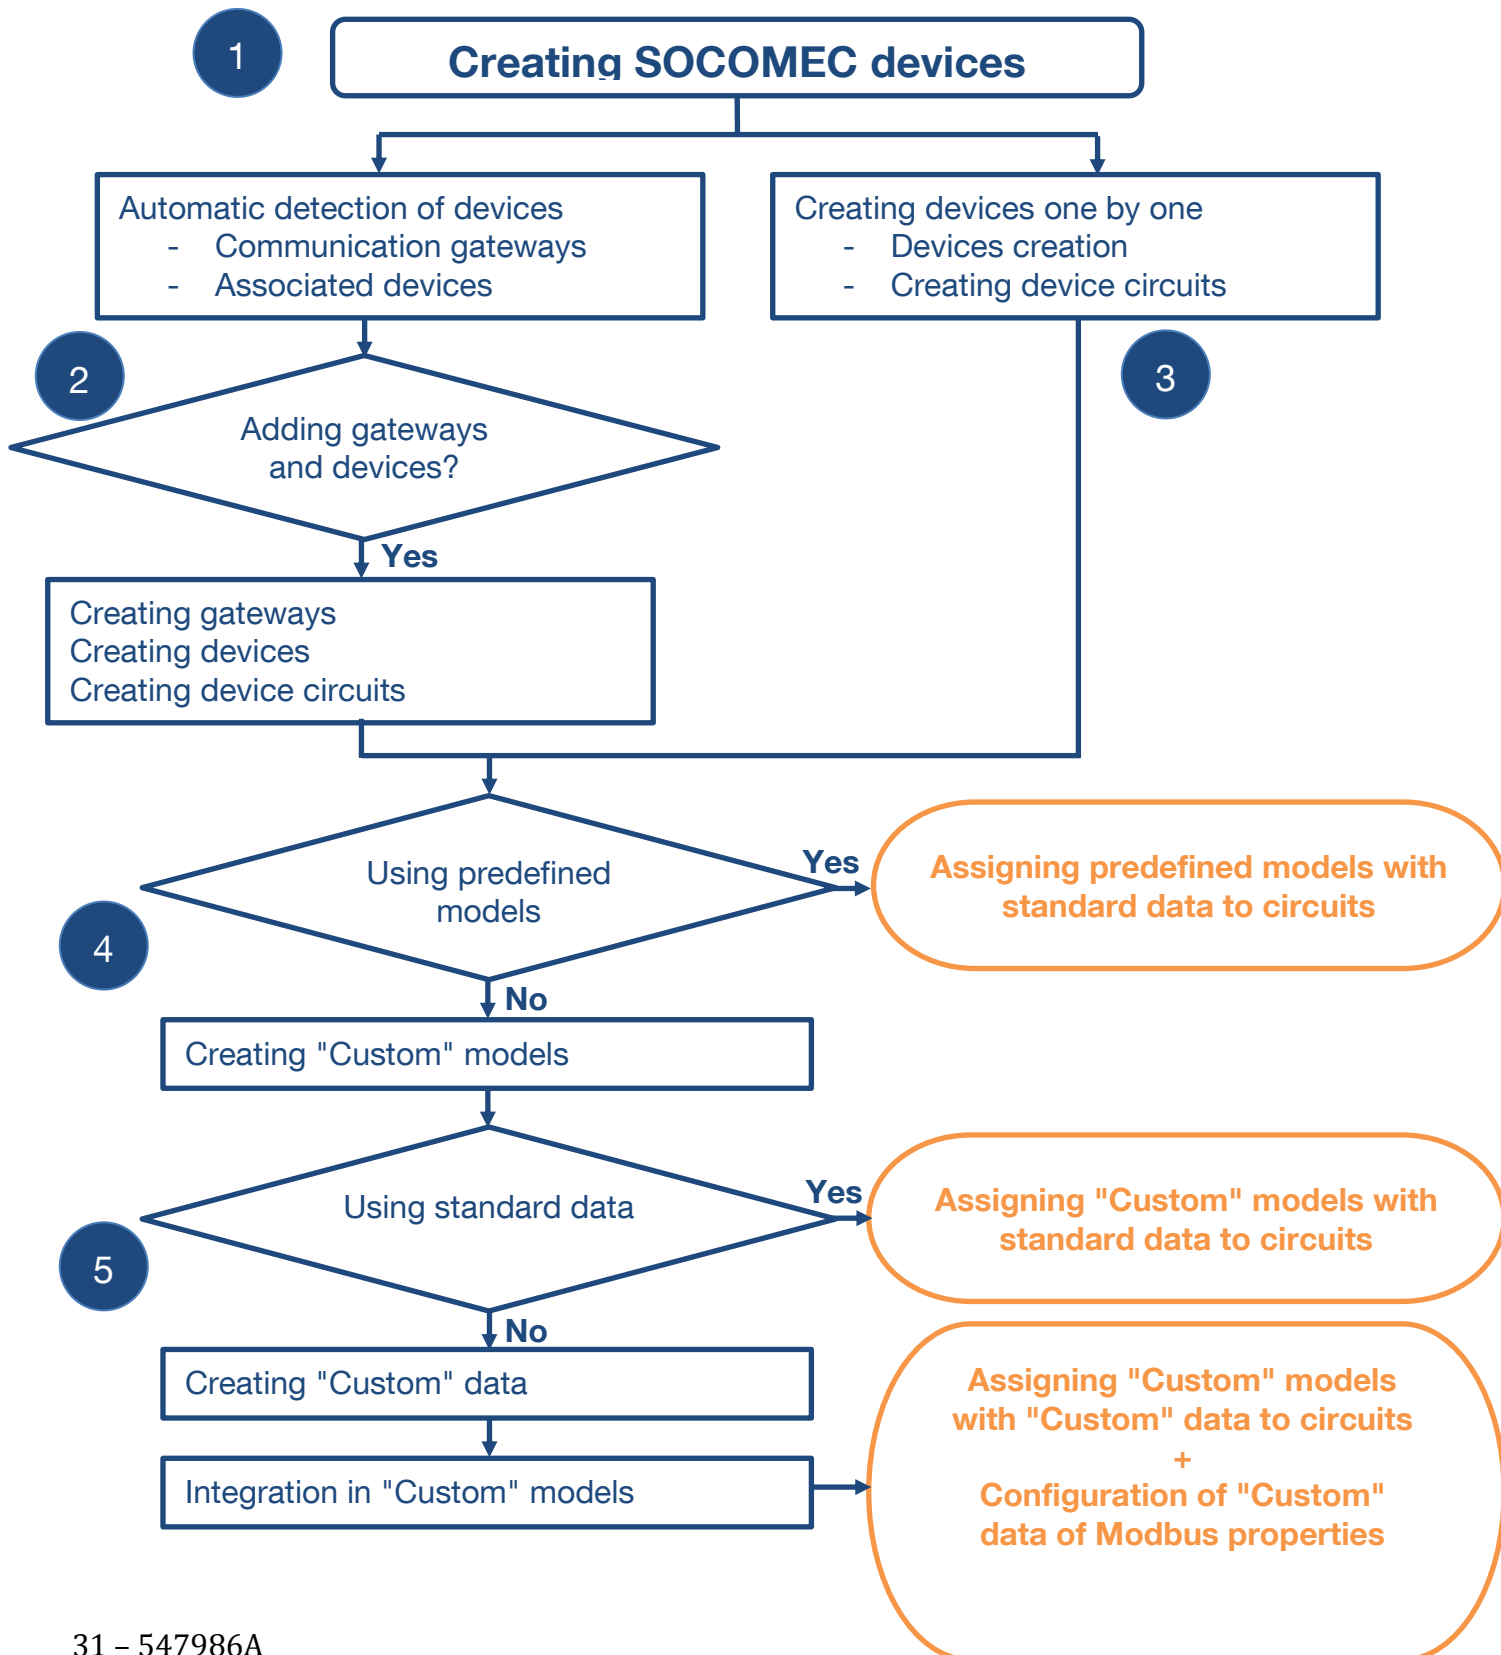 1
Creating SOCOMEC devices
Automatic detection of devices
- Communication gateways
- Associated devices
Creating devices one by one
- Devices creation
- Creating device circuits
2
3
Adding gateways
and devices?
Yes
Creating gateways
Creating devices
Creating device circuits
Using predefined
models
Yes
Assigning predefined models with
standard data to circuits
4
No
Creating "Custom" models
Using standard data
Yes
Assigning "Custom" models with
standard data to circuits
5
No
Creating "Custom" data
Integration in "Custom" models
Assigning "Custom" models
with "Custom" data to circuits
+
Configuration of "Custom"
data of Modbus properties
31 – 547986A